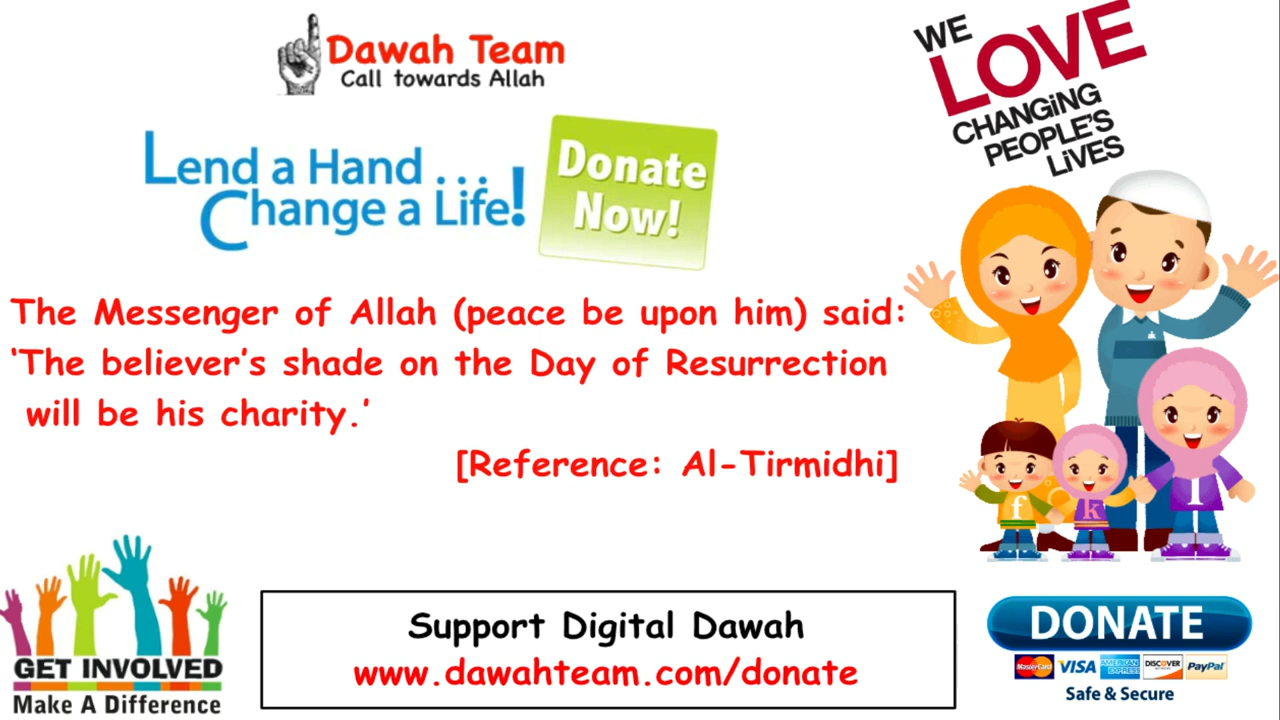 Dawah Team
Call towards Allah
WE
LOVE
CHANGiNG
PEOPLE'S
LiVES
Lend a Hand . . .
Change a Life!
Donate
Now!
The Messenger of Allah (peace be upon him) said:
‘The believer’s shade on the Day of Resurrection
will be his charity.’
[Reference: Al-Tirmidhi]
f
k
l
GET INVOLVED
Make A Difference
Support Digital Dawah
www.dawahteam.com/donate
DONATE
MasterCard VISA AMERICAN EXPRESS DISCOVER PayPal
Safe & Secure